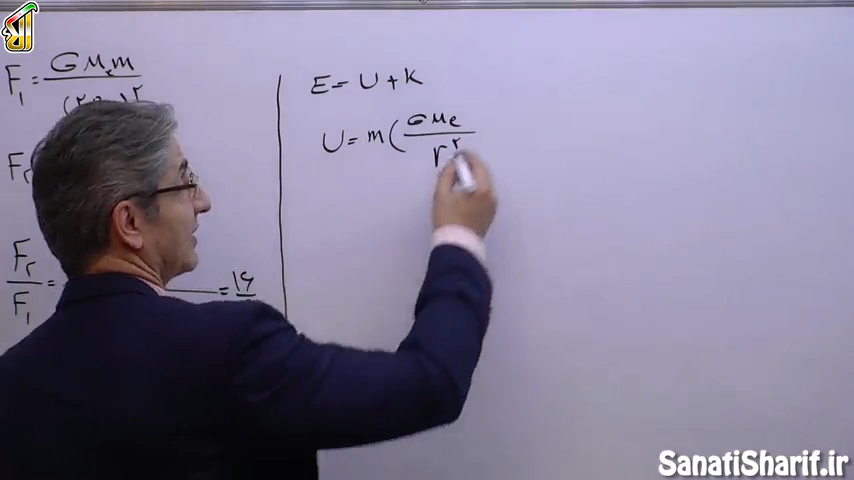 F₁ = GMₑm
E = U + K
U = m(GMe
r²
F₂
F₂
F₁
= ۱۶
SanatiSharif.ir